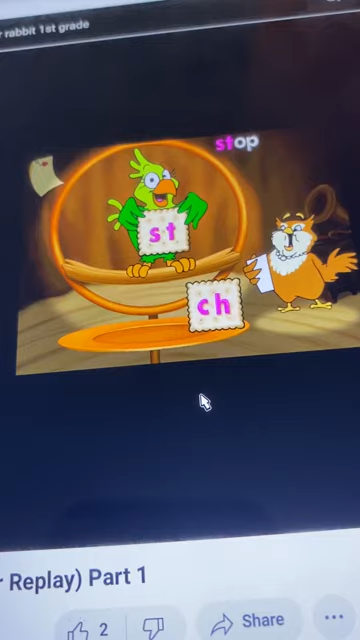 r rabbit 1st grade
stop
st
ch
r Replay) Part 1
2
Share